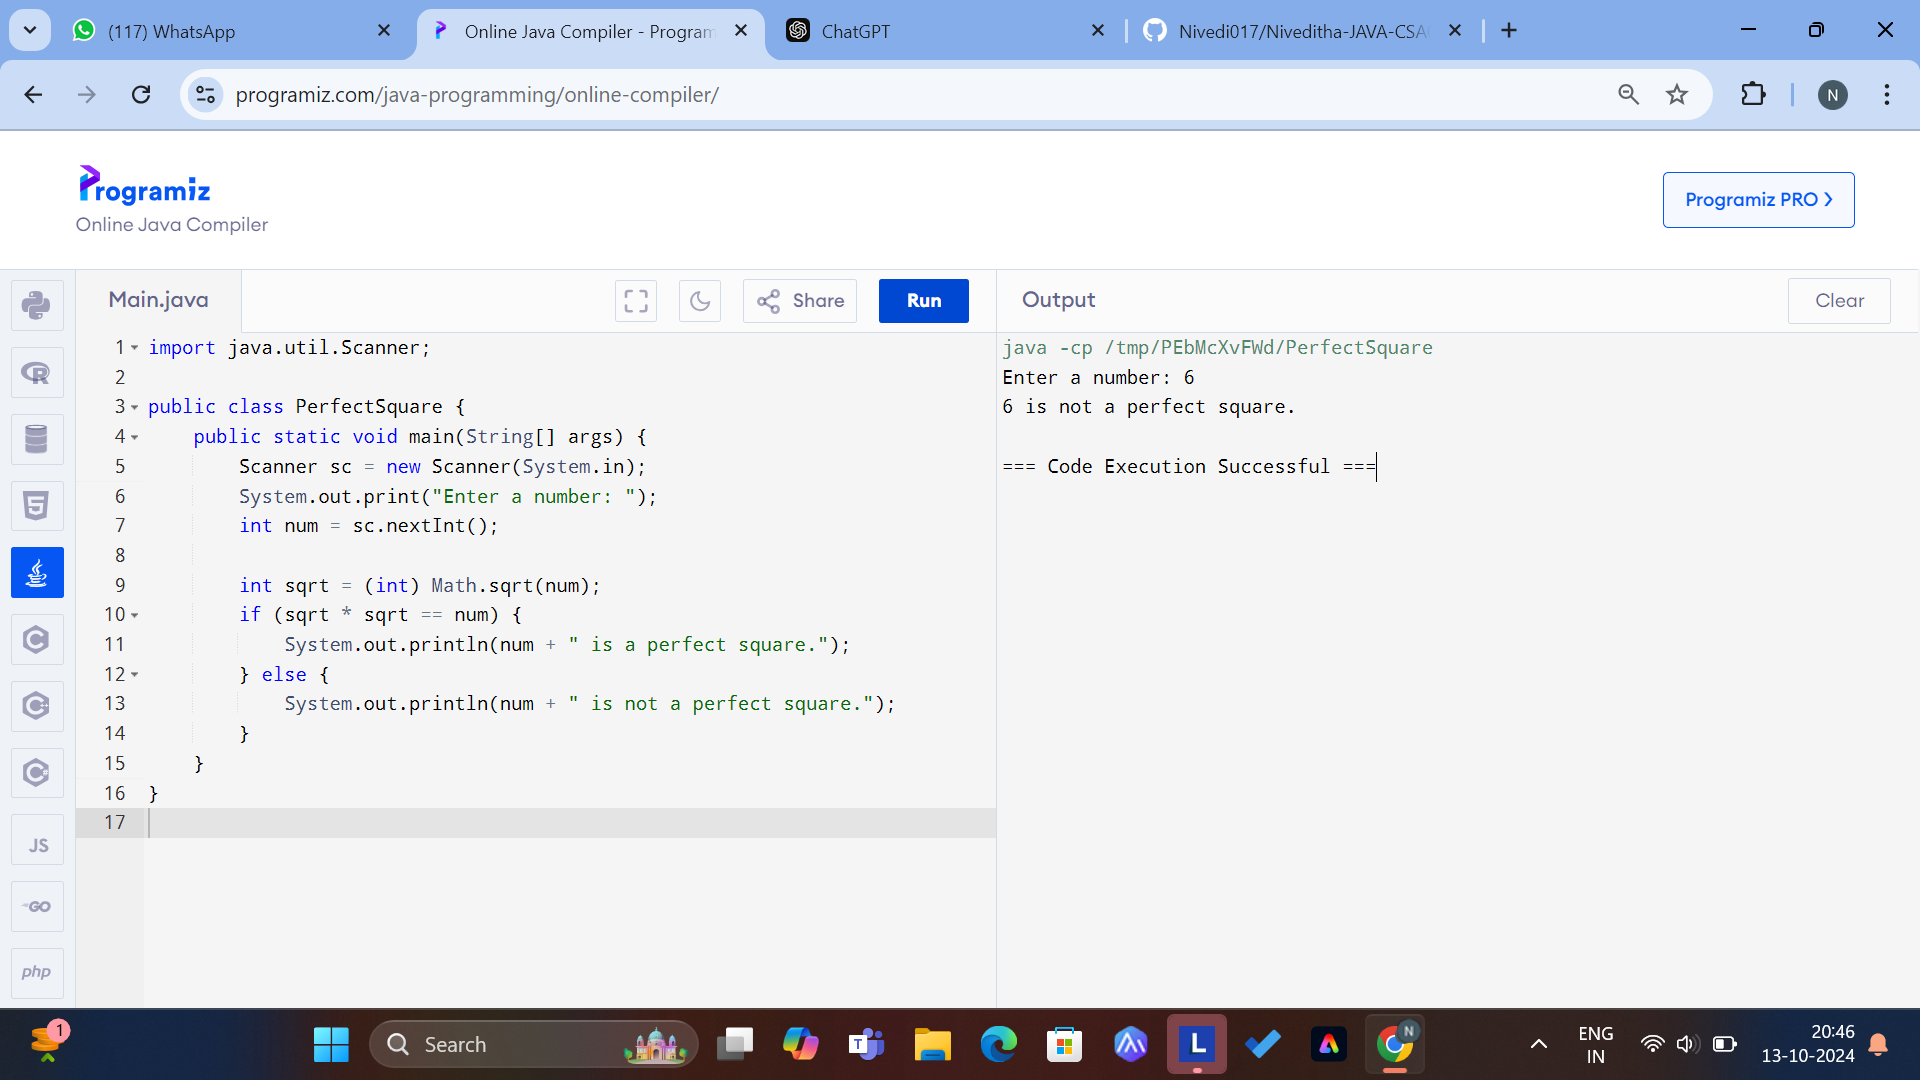 (117) WhatsApp
Online Java Compiler - Program
ChatGPT
Nivedi017/Niveditha-JAVA-CSA
programiz.com/java-programming/online-compiler/
N
Programiz
Online Java Compiler
Programiz PRO
Main.java
Share
Run
Output
Clear
1 import java.util.Scanner;
2
3 public class PerfectSquare {
4 public static void main(String[] args) {
5 Scanner sc = new Scanner(System.in);
6 System.out.print("Enter a number: ");
7 int num = sc.nextInt();
8
9 int sqrt = (int) Math.sqrt(num);
10 if (sqrt * sqrt == num) {
11 System.out.println(num + " is a perfect square.");
12 } else {
13 System.out.println(num + " is not a perfect square.");
14 }
15 }
16 }
17
java -cp /tmp/PEbMcXvFWd/PerfectSquare
Enter a number: 6
6 is not a perfect square.
=== Code Execution Successful ===
R
5
C
C++
C#
JS
GO
php
1
Search
T
L
N
ENG
IN
20:46
13-10-2024